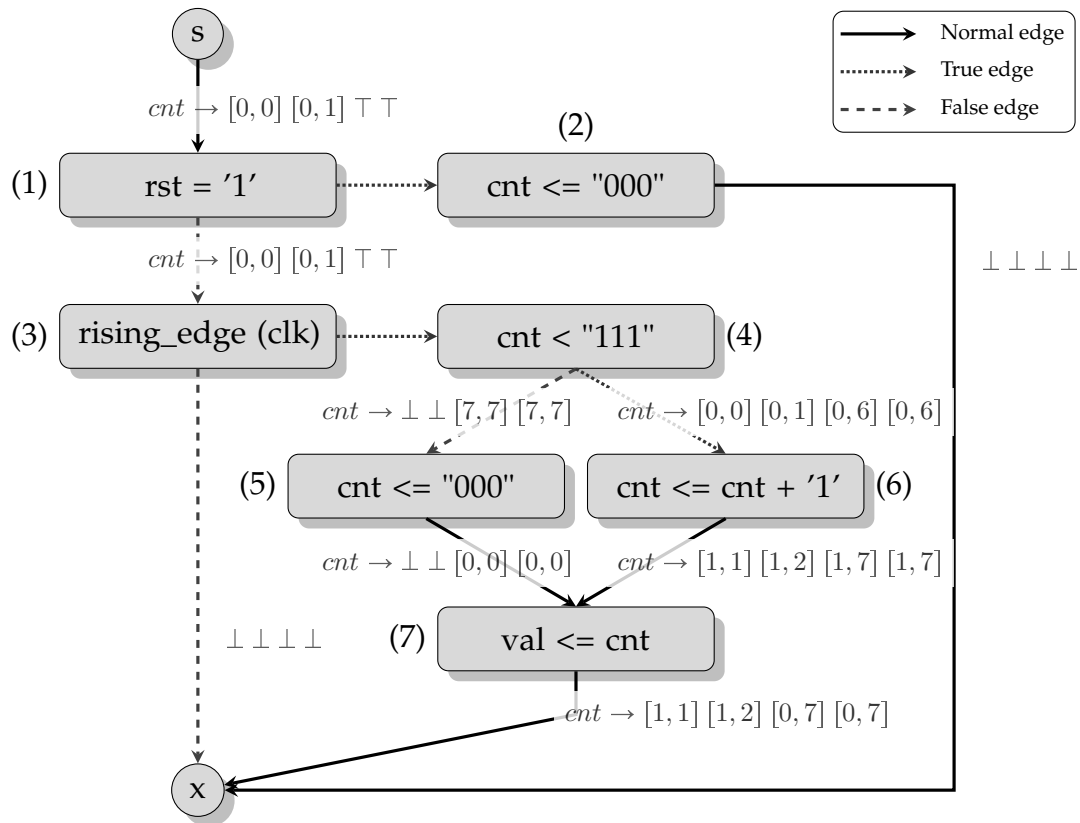 s
Normal edge
True edge
False edge
cnt → [0, 0] [0, 1] ⊤ ⊤
(2)
(1)
rst = '1'
cnt <= "000"
cnt → [0, 0] [0, 1] ⊤ ⊤
⊥ ⊥ ⊥ ⊥
(3)
rising_edge (clk)
cnt < "111"
(4)
cnt → ⊥ ⊥ [7, 7] [7, 7]
cnt → [0, 0] [0, 1] [0, 6] [0, 6]
(5)
cnt <= "000"
cnt <= cnt + '1'
(6)
cnt → ⊥ ⊥ [0, 0] [0, 0]
cnt → [1, 1] [1, 2] [1, 7] [1, 7]
⊥ ⊥ ⊥ ⊥
(7)
val <= cnt
cnt → [1, 1] [1, 2] [0, 7] [0, 7]
x